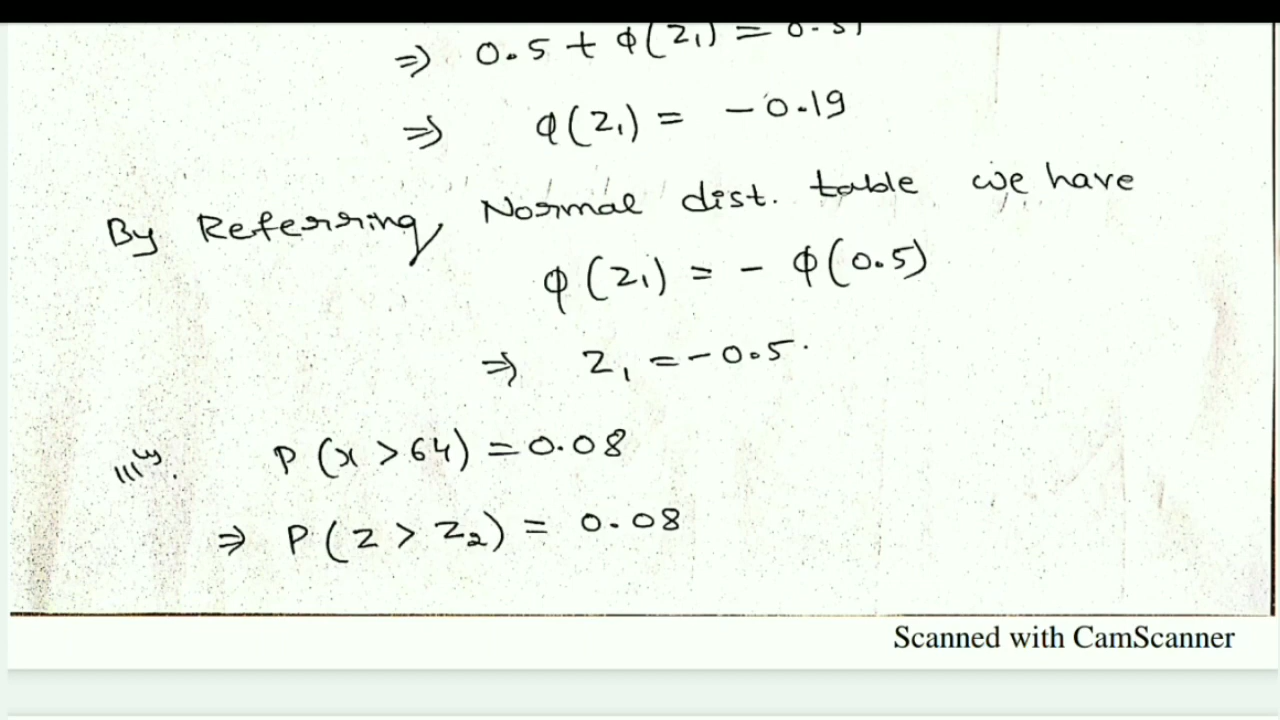 ⇒ 0.5 + φ(z₁) = 0.31
⇒ φ(z₁) = -0.19
By Referring, Normal dist. table we have
φ(z₁) = - φ(0.5)
⇒ z₁ = -0.5.
IIIly. P(x > 64) = 0.08
⇒ P(z > z₂) = 0.08
Scanned with CamScanner